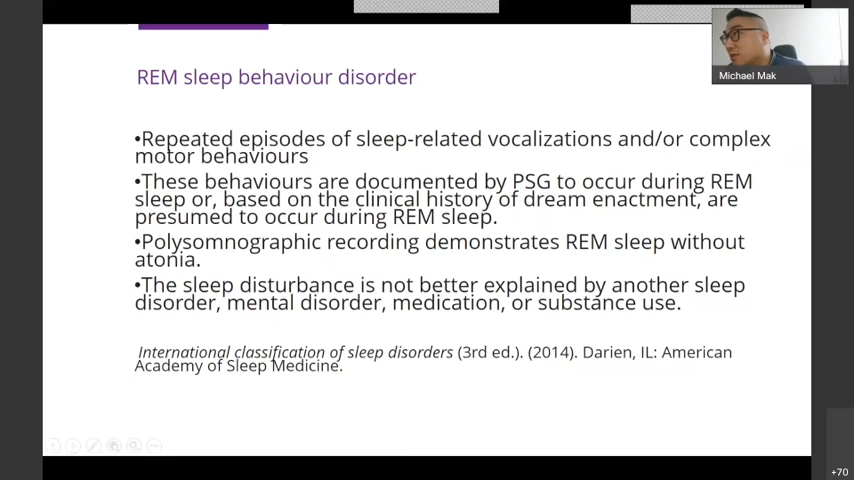 Michael Mak
REM sleep behaviour disorder
•Repeated episodes of sleep-related vocalizations and/or complex
motor behaviours
•These behaviours are documented by PSG to occur during REM
sleep or, based on the clinical history of dream enactment, are
presumed to occur during REM sleep.
•Polysomnographic recording demonstrates REM sleep without
atonia.
•The sleep disturbance is not better explained by another sleep
disorder, mental disorder, medication, or substance use.
International classification of sleep disorders (3rd ed.). (2014). Darien, IL: American
Academy of Sleep Medicine.
+70